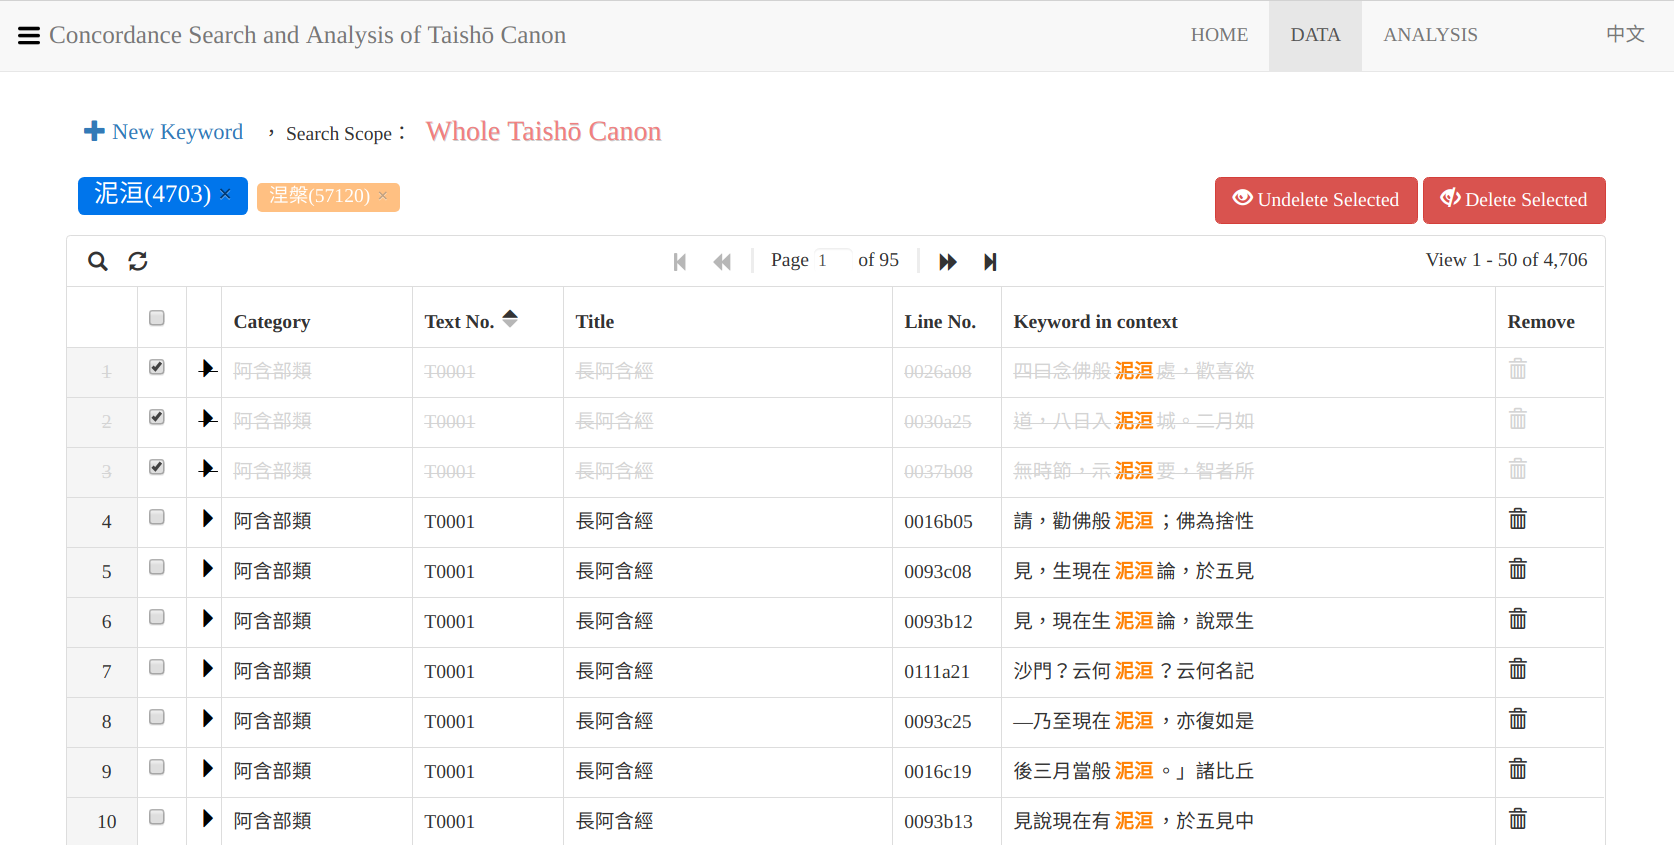 Concordance Search and Analysis of Taishō Canon HOME DATA ANALYSIS 中文
New Keyword ， Search Scope： Whole Taishō Canon
泥洹(4703) × 涅槃(57120) × Undelete Selected Delete Selected
Page 1 of 95 View 1 - 50 of 4,706
Category Text No. Title Line No. Keyword in context Remove
1 阿含部類 T0001 長阿含經 0026a08 四曰念佛般 泥洹 處，歡喜欲
2 阿含部類 T0001 長阿含經 0030a25 道，八日入 泥洹 城。二月如
3 阿含部類 T0001 長阿含經 0037b08 無時節，示 泥洹 要，智者所
4 阿含部類 T0001 長阿含經 0016b05 請，勸佛般 泥洹 ；佛為捨性
5 阿含部類 T0001 長阿含經 0093c08 見，生現在 泥洹 論，於五見
6 阿含部類 T0001 長阿含經 0093b12 見，現在生 泥洹 論，說眾生
7 阿含部類 T0001 長阿含經 0111a21 沙門？云何 泥洹 ？云何名記
8 阿含部類 T0001 長阿含經 0093c25 —乃至現在 泥洹 ，亦復如是
9 阿含部類 T0001 長阿含經 0016c19 後三月當般 泥洹 。」諸比丘
10 阿含部類 T0001 長阿含經 0093b13 見說現在有 泥洹 ，於五見中